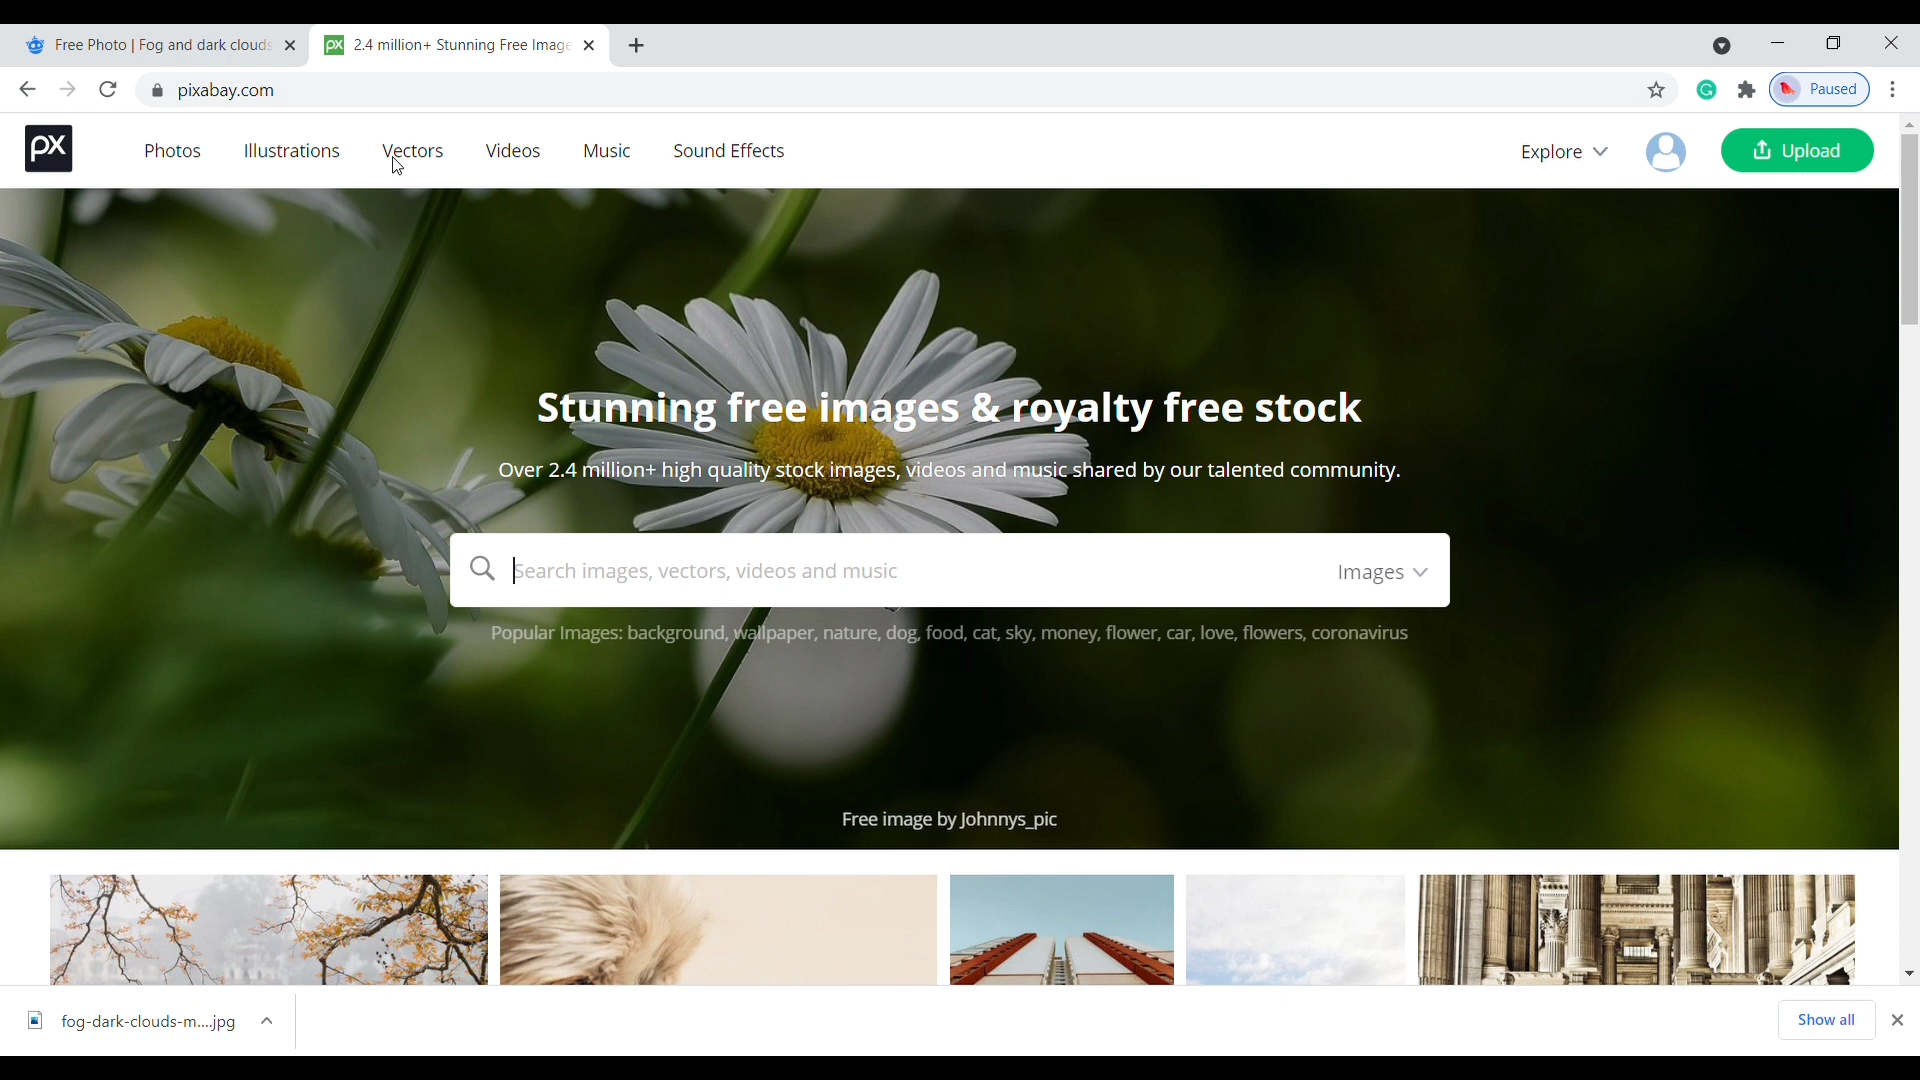 Free Photo | Fog and dark clouds
2.4 million+ Stunning Free Image
pixabay.com
Paused
px
Photos
Illustrations
Vectors
Videos
Music
Sound Effects
Explore
Upload
Stunning free images & royalty free stock
Over 2.4 million+ high quality stock images, videos and music shared by our talented community.
Search images, vectors, videos and music
Images
Popular Images: background, wallpaper, nature, dog, food, cat, sky, money, flower, car, love, flowers, coronavirus
Free image by Johnnys_pic
fog-dark-clouds-m....jpg
Show all